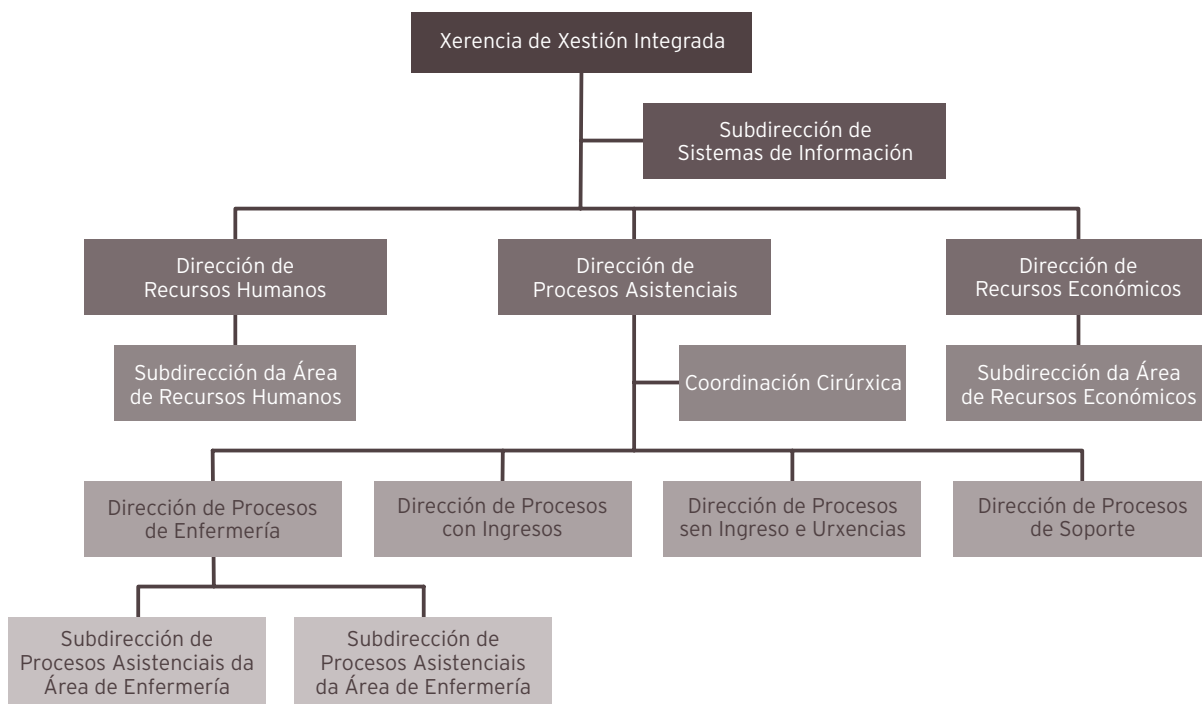 Xerencia de Xestión Integrada
Subdirección de
Sistemas de Información
Dirección de
Recursos Humanos
Dirección de
Procesos Asistenciais
Dirección de
Recursos Económicos
Subdirección da Área
de Recursos Humanos
Coordinación Cirúrxica
Subdirección da Área
de Recursos Económicos
Dirección de Procesos
de Enfermería
Dirección de Procesos
con Ingresos
Dirección de Procesos
sen Ingreso e Urxencias
Dirección de Procesos
de Soporte
Subdirección de
Procesos Asistenciais da
Área de Enfermería
Subdirección de
Procesos Asistenciais
da Área de Enfermería